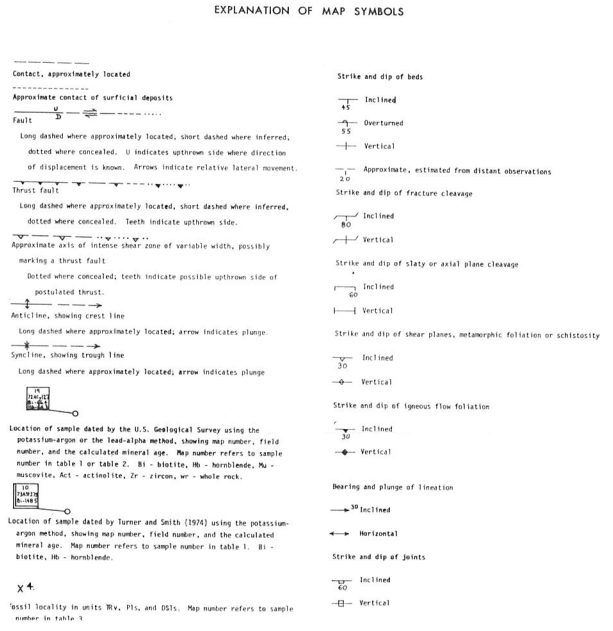 EXPLANATION OF MAP SYMBOLS
Contact, approximately located
Approximate contact of surficial deposits
U
D
Fault
Long dashed where approximately located, short dashed where inferred,
dotted where concealed. U indicates upthrown side where direction
of displacement is known. Arrows indicate relative lateral movement.
Thrust fault
Long dashed where approximately located, short dashed where inferred,
dotted where concealed. Teeth indicate upthrown side.
Approximate axis of intense shear zone of variable width, possibly
marking a thrust fault
Dotted where concealed; teeth indicate possible upthrown side of
postulated thrust.
Anticline, showing crest line
Long dashed where approximately located; arrow indicates plunge.
Syncline, showing trough line
Long dashed where approximately located; arrow indicates plunge
19
Location of sample dated by the U.S. Geological Survey using the
potassium-argon or the lead-alpha method, showing map number, field
number, and the calculated mineral age. Map number refers to sample
number in table 1 or table 2. Bi - biotite, Hb - hornblende, Mu -
muscovite, Act - actinolite, Zr - zircon, wr - whole rock.
10
Location of sample dated by Turner and Smith (1974) using the potassium-
argon method, showing map number, field number, and the calculated
mineral age. Map number refers to sample number in table 1. Bi -
biotite, Hb - hornblende.
X 4
Fossil locality in units TRv, Pls, and DSls. Map number refers to sample
number in table 3
Strike and dip of beds
Inclined
45
Overturned
55
Vertical
Approximate, estimated from distant observations
20
Strike and dip of fracture cleavage
Inclined
80
Vertical
Strike and dip of slaty or axial plane cleavage
Inclined
60
Vertical
Strike and dip of shear planes, metamorphic foliation or schistosity
Inclined
30
Vertical
Strike and dip of igneous flow foliation
Inclined
30
Vertical
Bearing and plunge of lineation
30 Inclined
Horizontal
Strike and dip of joints
Inclined
60
Vertical